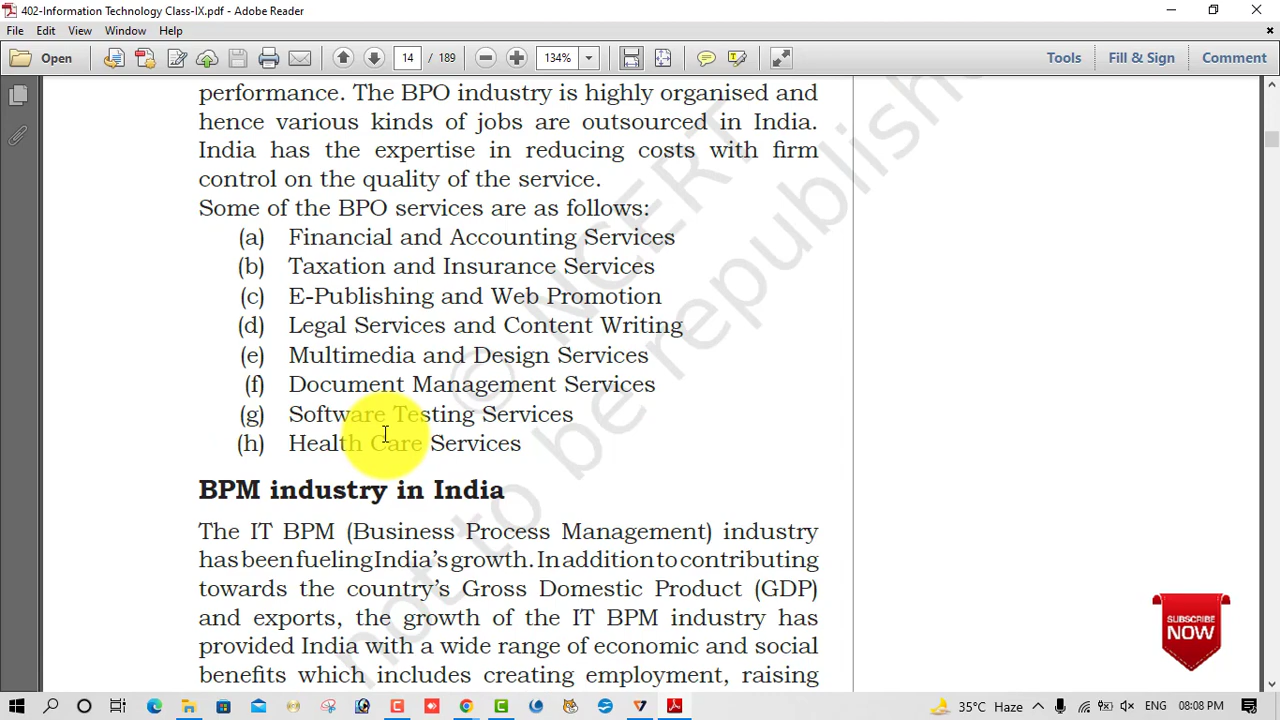 402-Information Technology Class-IX.pdf - Adobe Reader
File Edit View Window Help
Open 14 / 189 134% Tools Fill & Sign Comment
performance. The BPO industry is highly organised and
hence various kinds of jobs are outsourced in India.
India has the expertise in reducing costs with firm
control on the quality of the service.
Some of the BPO services are as follows:
(a) Financial and Accounting Services
(b) Taxation and Insurance Services
(c) E-Publishing and Web Promotion
(d) Legal Services and Content Writing
(e) Multimedia and Design Services
(f) Document Management Services
(g) Software Testing Services
(h) Health Care Services
BPM industry in India
The IT BPM (Business Process Management) industry
has been fueling India's growth. In addition to contributing
towards the country's Gross Domestic Product (GDP)
and exports, the growth of the IT BPM industry has
provided India with a wide range of economic and social
benefits which includes creating employment, raising
© NCERT
not to be republishe
SUBSCRIBE
NOW
35°C Haze ENG 08:08 PM